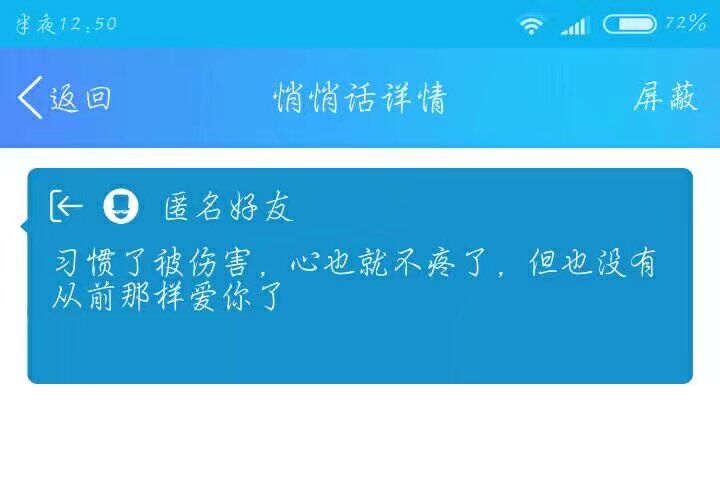 半夜12:50
72%
返回
悄悄话详情
屏蔽
匿名好友
习惯了被伤害，心也就不疼了，但也没有
从前那样爱你了